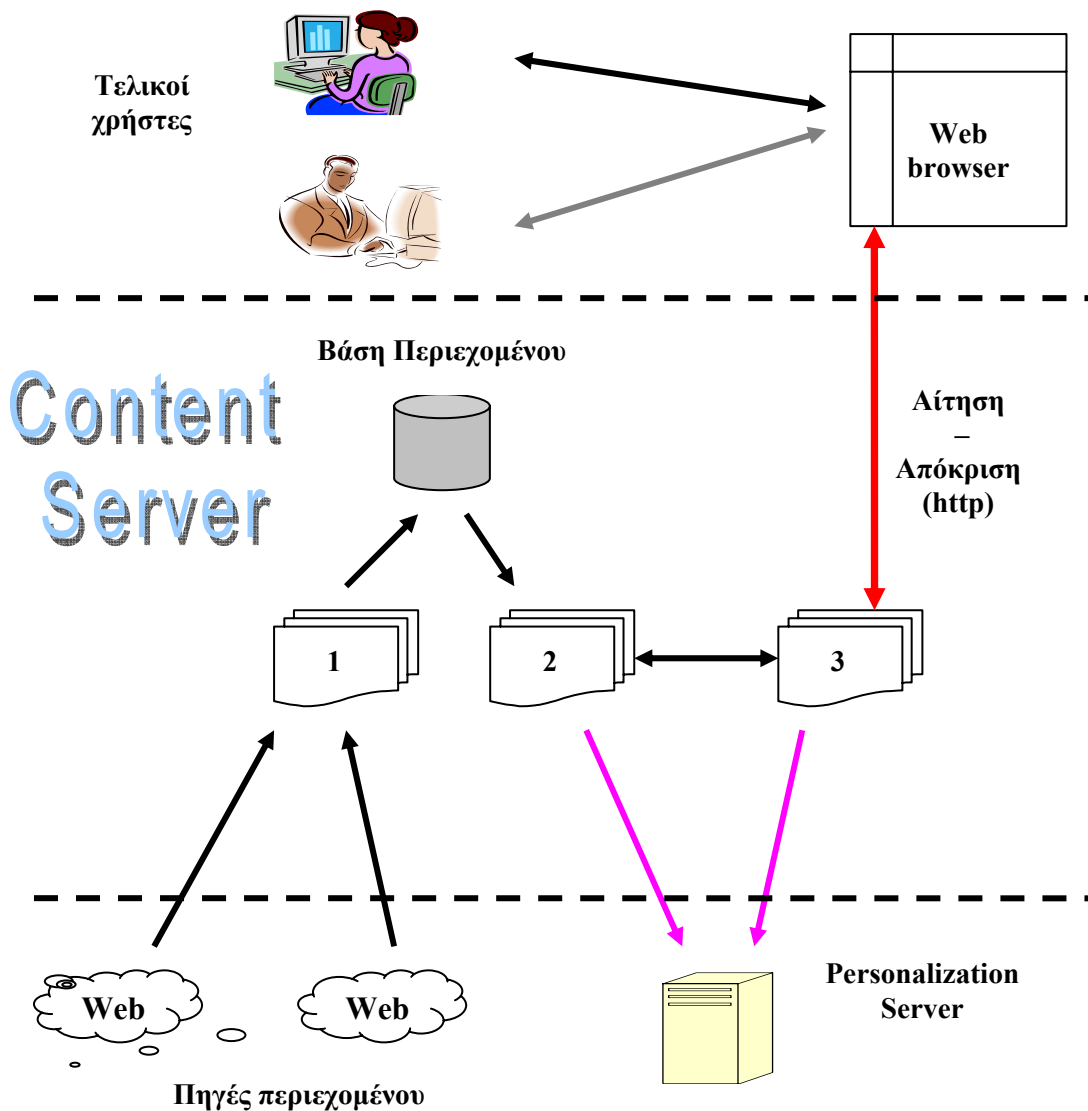 Τελικοί
χρήστες
Web
browser
Βάση Περιεχομένου
Content
Server
Αίτηση
–
Απόκριση
(http)
1
2
3
Web
Web
Personalization
Server
Πηγές περιεχομένου